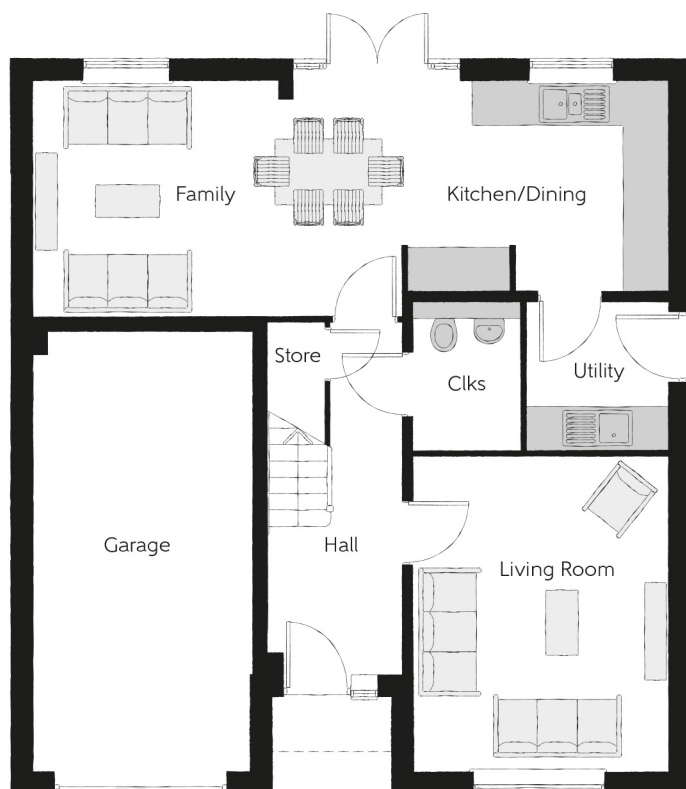 Family
Kitchen/Dining
Store
Clks
Utility
Garage
Hall
Living Room